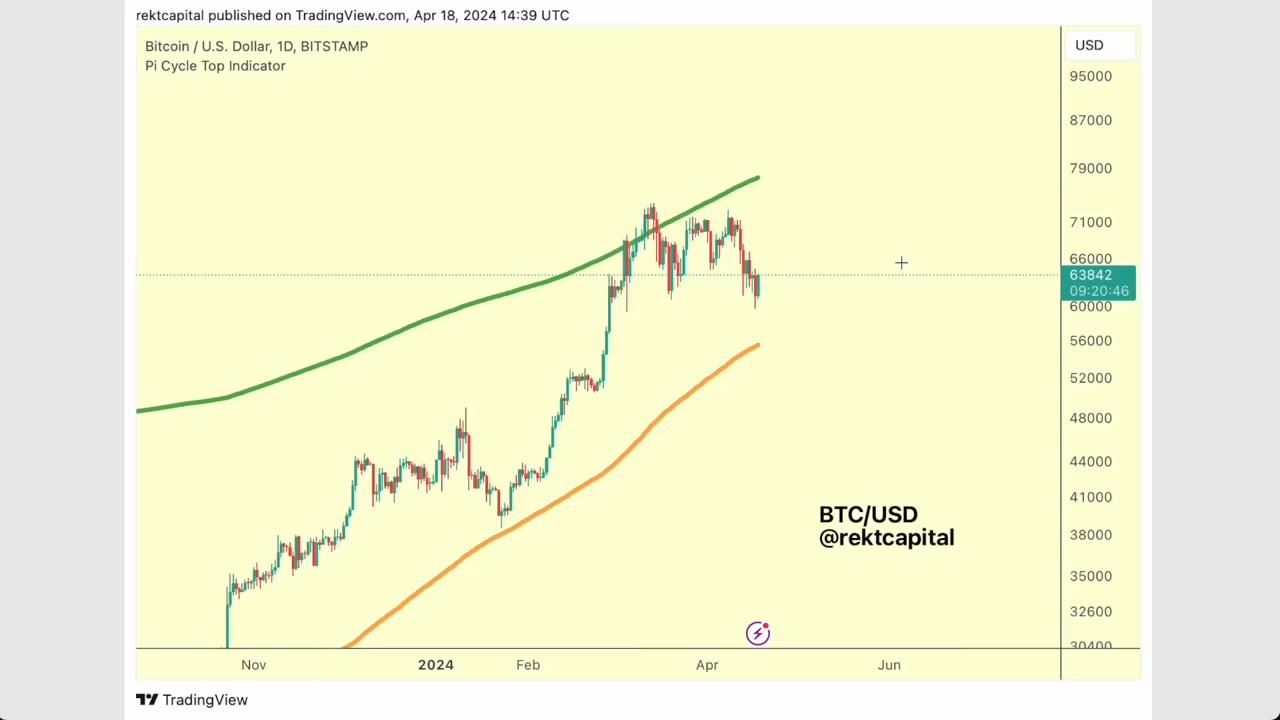 rektcapital published on TradingView.com, Apr 18, 2024 14:39 UTC
Bitcoin / U.S. Dollar, 1D, BITSTAMP
Pi Cycle Top Indicator
USD
95000
87000
79000
71000
66000
63842
09:20:46
60000
56000
52000
48000
44000
41000
38000
35000
32600
30400
BTC/USD
@rektcapital
Nov
2024
Feb
Apr
Jun
TradingView